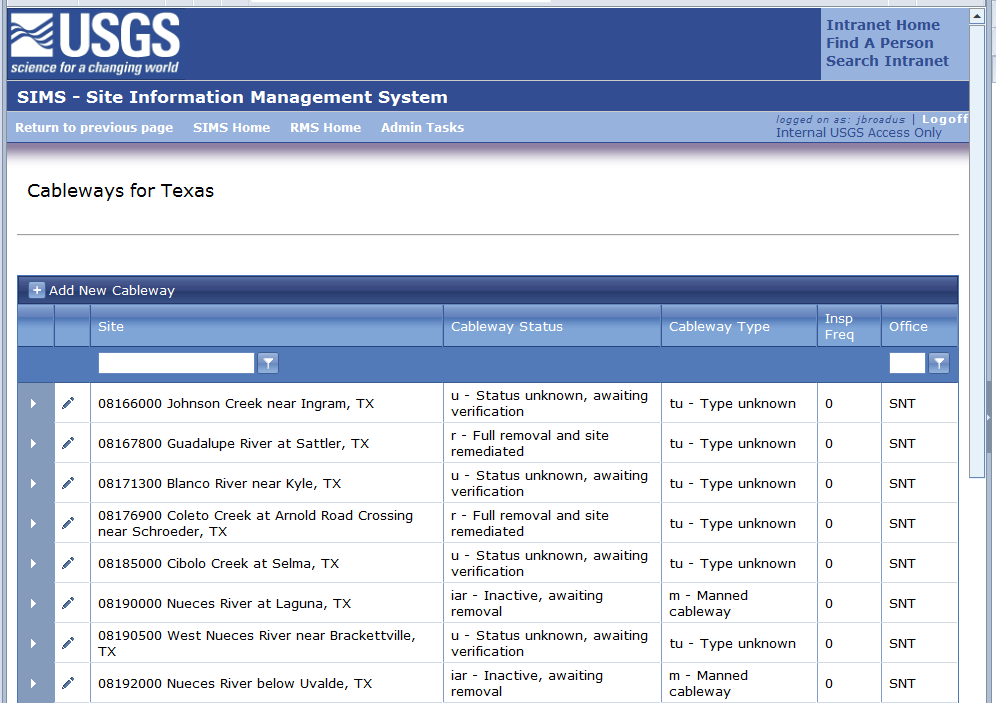 USGS
science for a changing world
Intranet Home
Find A Person
Search Intranet
SIMS - Site Information Management System
Return to previous page SIMS Home RMS Home Admin Tasks
logged on as: jbroadus | Logoff
Internal USGS Access Only
Cableways for Texas
+ Add New Cableway
Site Cableway Status Cableway Type Insp Freq Office
08166000 Johnson Creek near Ingram, TX u - Status unknown, awaiting verification tu - Type unknown 0 SNT
08167800 Guadalupe River at Sattler, TX r - Full removal and site remediated tu - Type unknown 0 SNT
08171300 Blanco River near Kyle, TX u - Status unknown, awaiting verification tu - Type unknown 0 SNT
08176900 Coleto Creek at Arnold Road Crossing near Schroeder, TX r - Full removal and site remediated tu - Type unknown 0 SNT
08185000 Cibolo Creek at Selma, TX u - Status unknown, awaiting verification tu - Type unknown 0 SNT
08190000 Nueces River at Laguna, TX iar - Inactive, awaiting removal m - Manned cableway 0 SNT
08190500 West Nueces River near Brackettville, TX u - Status unknown, awaiting verification tu - Type unknown 0 SNT
08192000 Nueces River below Uvalde, TX iar - Inactive, awaiting removal m - Manned cableway 0 SNT